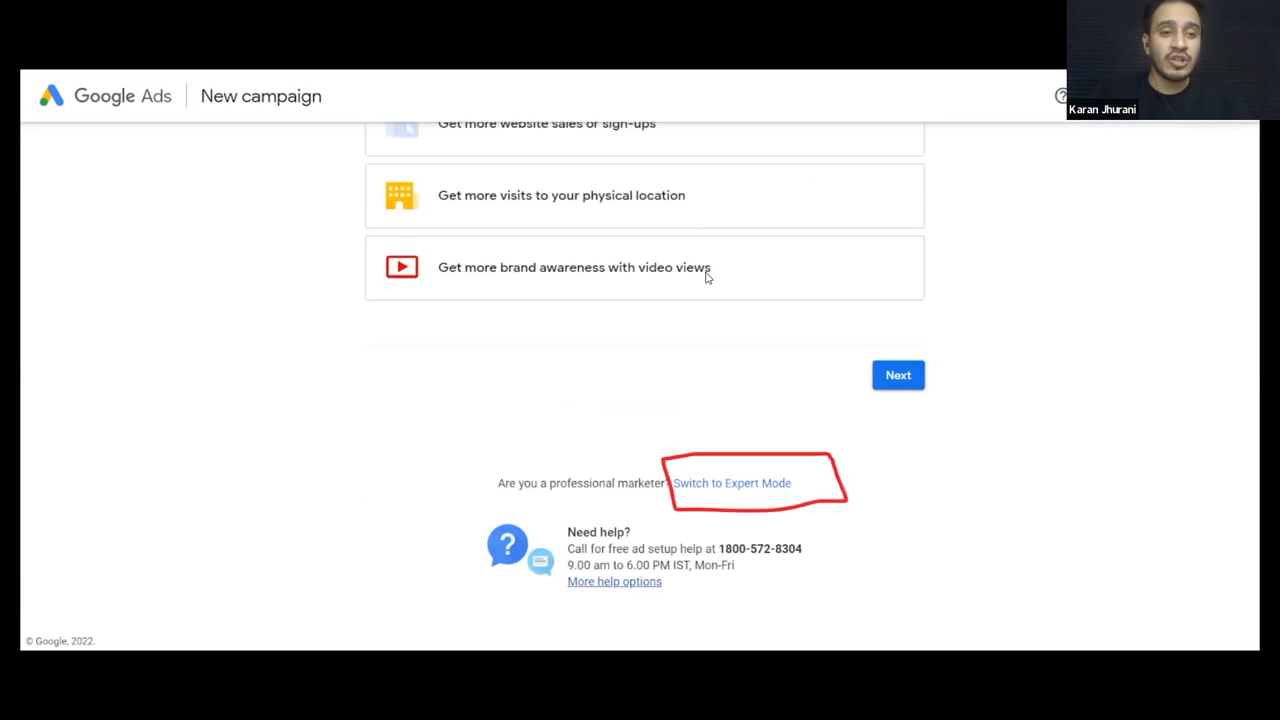 Karan Jhurani
Google Ads
New campaign
Get more website sales or sign-ups
Get more visits to your physical location
Get more brand awareness with video views
Next
Are you a professional marketer? Switch to Expert Mode
Need help?
Call for free ad setup help at 1800-572-8304
9.00 am to 6.00 PM IST, Mon-Fri
More help options
© Google, 2022.